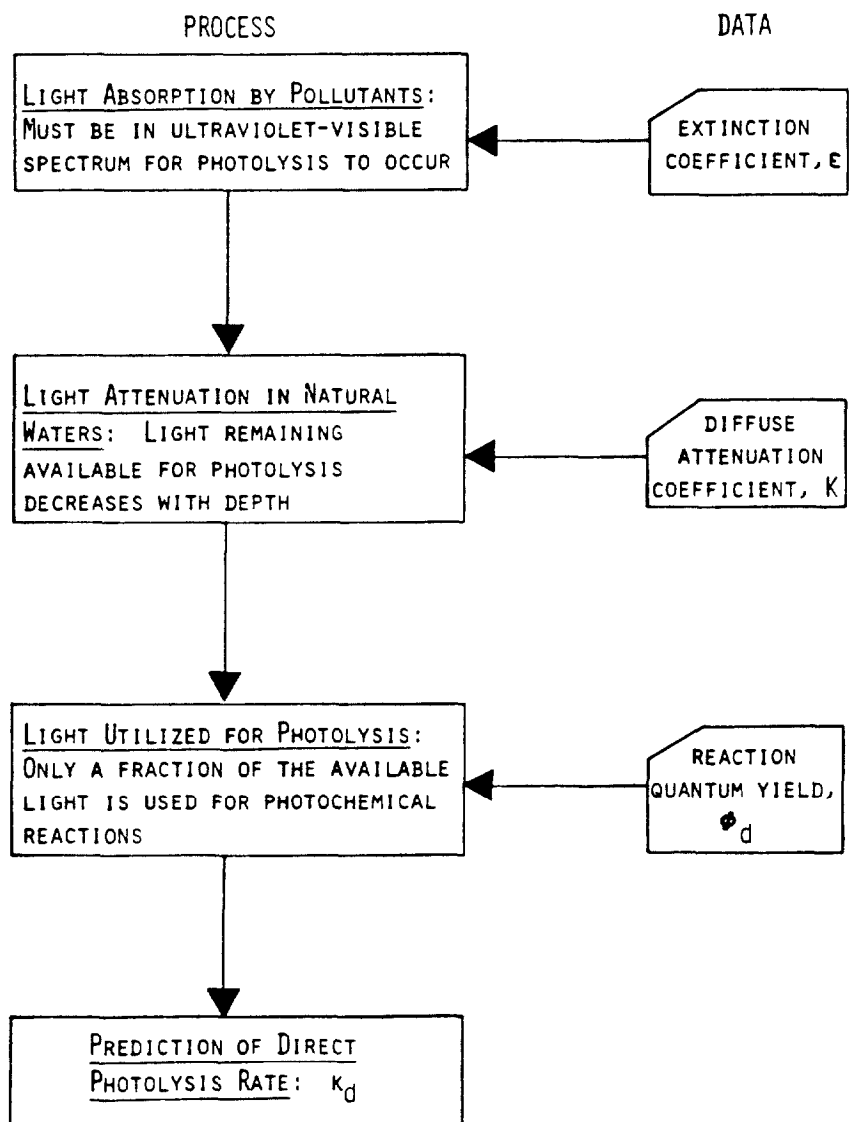 PROCESS
DATA
LIGHT ABSORPTION BY POLLUTANTS:
MUST BE IN ULTRAVIOLET-VISIBLE
SPECTRUM FOR PHOTOLYSIS TO OCCUR
EXTINCTION
COEFFICIENT, ε
LIGHT ATTENUATION IN NATURAL
WATERS: LIGHT REMAINING
AVAILABLE FOR PHOTOLYSIS
DECREASES WITH DEPTH
DIFFUSE
ATTENUATION
COEFFICIENT, K
LIGHT UTILIZED FOR PHOTOLYSIS:
ONLY A FRACTION OF THE AVAILABLE
LIGHT IS USED FOR PHOTOCHEMICAL
REACTIONS
REACTION
QUANTUM YIELD,
Φd
PREDICTION OF DIRECT
PHOTOLYSIS RATE: Kd